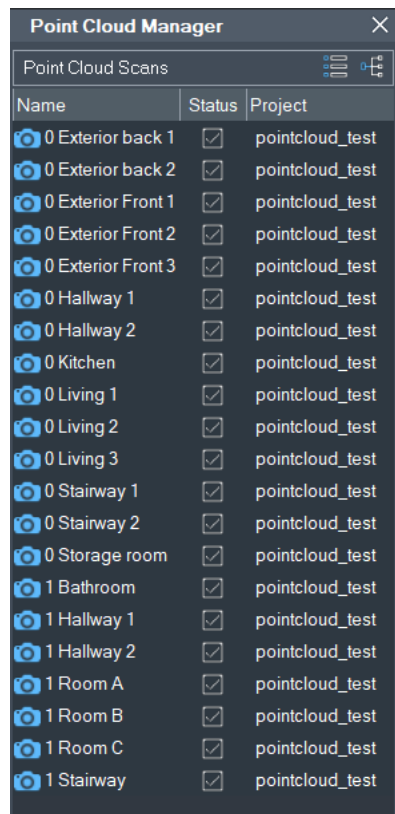 Point Cloud Manager
Point Cloud Scans
Name Status Project
0 Exterior back 1 pointcloud_test
0 Exterior back 2 pointcloud_test
0 Exterior Front 1 pointcloud_test
0 Exterior Front 2 pointcloud_test
0 Exterior Front 3 pointcloud_test
0 Hallway 1 pointcloud_test
0 Hallway 2 pointcloud_test
0 Kitchen pointcloud_test
0 Living 1 pointcloud_test
0 Living 2 pointcloud_test
0 Living 3 pointcloud_test
0 Stairway 1 pointcloud_test
0 Stairway 2 pointcloud_test
0 Storage room pointcloud_test
1 Bathroom pointcloud_test
1 Hallway 1 pointcloud_test
1 Hallway 2 pointcloud_test
1 Room A pointcloud_test
1 Room B pointcloud_test
1 Room C pointcloud_test
1 Stairway pointcloud_test